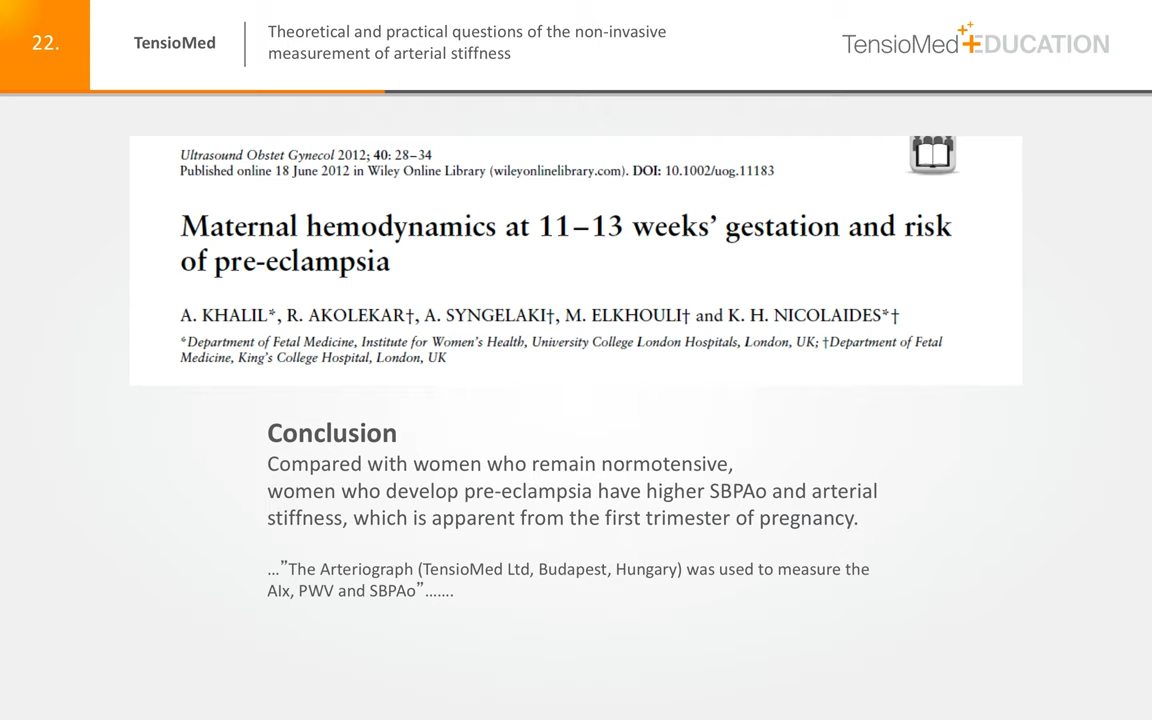 22.
TensioMed
Theoretical and practical questions of the non-invasive
measurement of arterial stiffness
TensioMed EDUCATION
Ultrasound Obstet Gynecol 2012; 40: 28–34
Published online 18 June 2012 in Wiley Online Library (wileyonlinelibrary.com). DOI: 10.1002/uog.11183
Maternal hemodynamics at 11–13 weeks’ gestation and risk
of pre-eclampsia
A. KHALIL*, R. AKOLEKAR†, A. SYNGELAKI†, M. ELKHOULI† and K. H. NICOLAIDES*†
*Department of Fetal Medicine, Institute for Women’s Health, University College London Hospitals, London, UK; †Department of Fetal
Medicine, King’s College Hospital, London, UK
Conclusion
Compared with women who remain normotensive,
women who develop pre-eclampsia have higher SBPAo and arterial
stiffness, which is apparent from the first trimester of pregnancy.
…”The Arteriograph (TensioMed Ltd, Budapest, Hungary) was used to measure the
AIx, PWV and SBPAo”…….